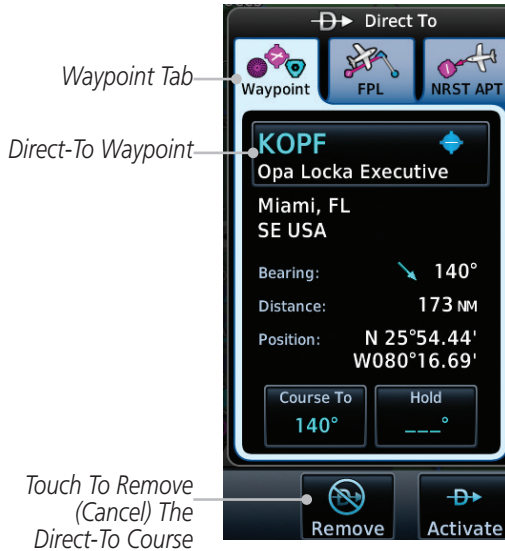 Direct To
Waypoint Tab
Waypoint
FPL
NRST APT
Direct-To Waypoint
KOPF
Opa Locka Executive
Miami, FL
SE USA
Bearing: 140°
Distance: 173 NM
Position: N 25°54.44'
W080°16.69'
Course To
140°
Hold
___°
Touch To Remove
(Cancel) The
Direct-To Course
Remove
Activate